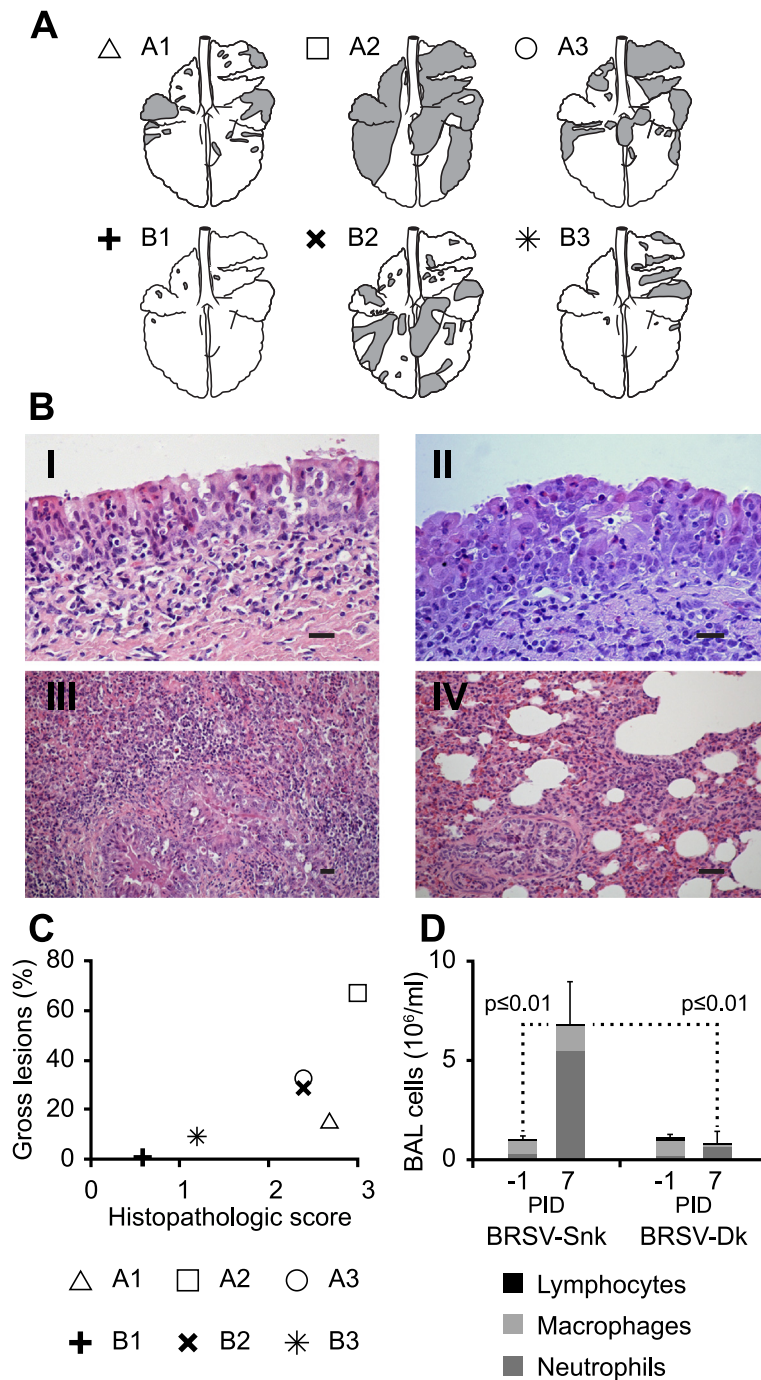 A
A1 A2 A3
B1 B2 B3
B
I II
III IV
C
Gross lesions (%)
80
60
40
20
0
0 1 2 3
Histopathologic score
A1 A2 A3
B1 B2 B3
D
BAL cells (10⁶/ml)
10
5
0
p≤0.01 p≤0.01
-1 7 -1 7
PID PID
BRSV-Snk BRSV-Dk
Lymphocytes
Macrophages
Neutrophils